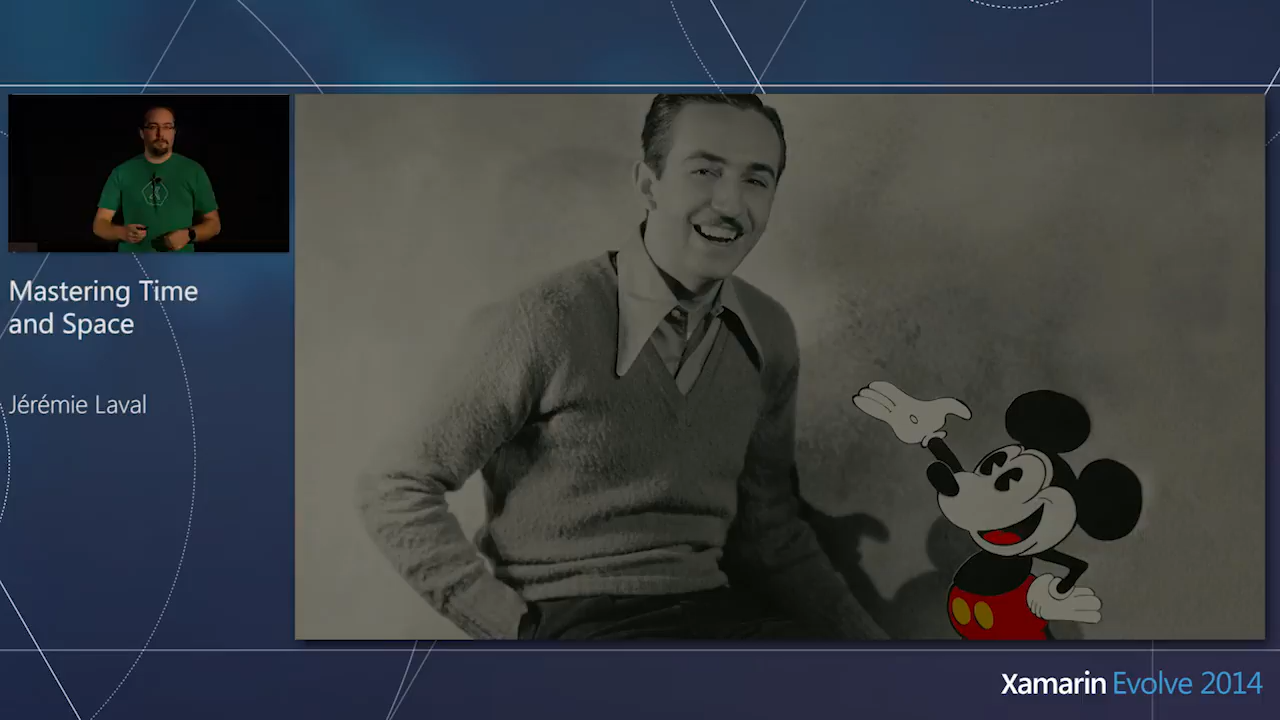 Mastering Time
and Space
Jérémie Laval
Xamarin Evolve 2014